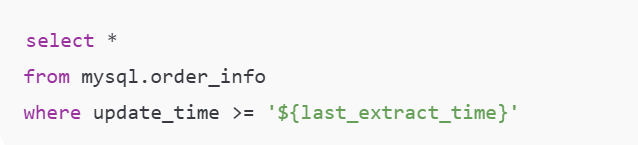 select *
from mysql.order_info
where update_time >= '${last_extract_time}'